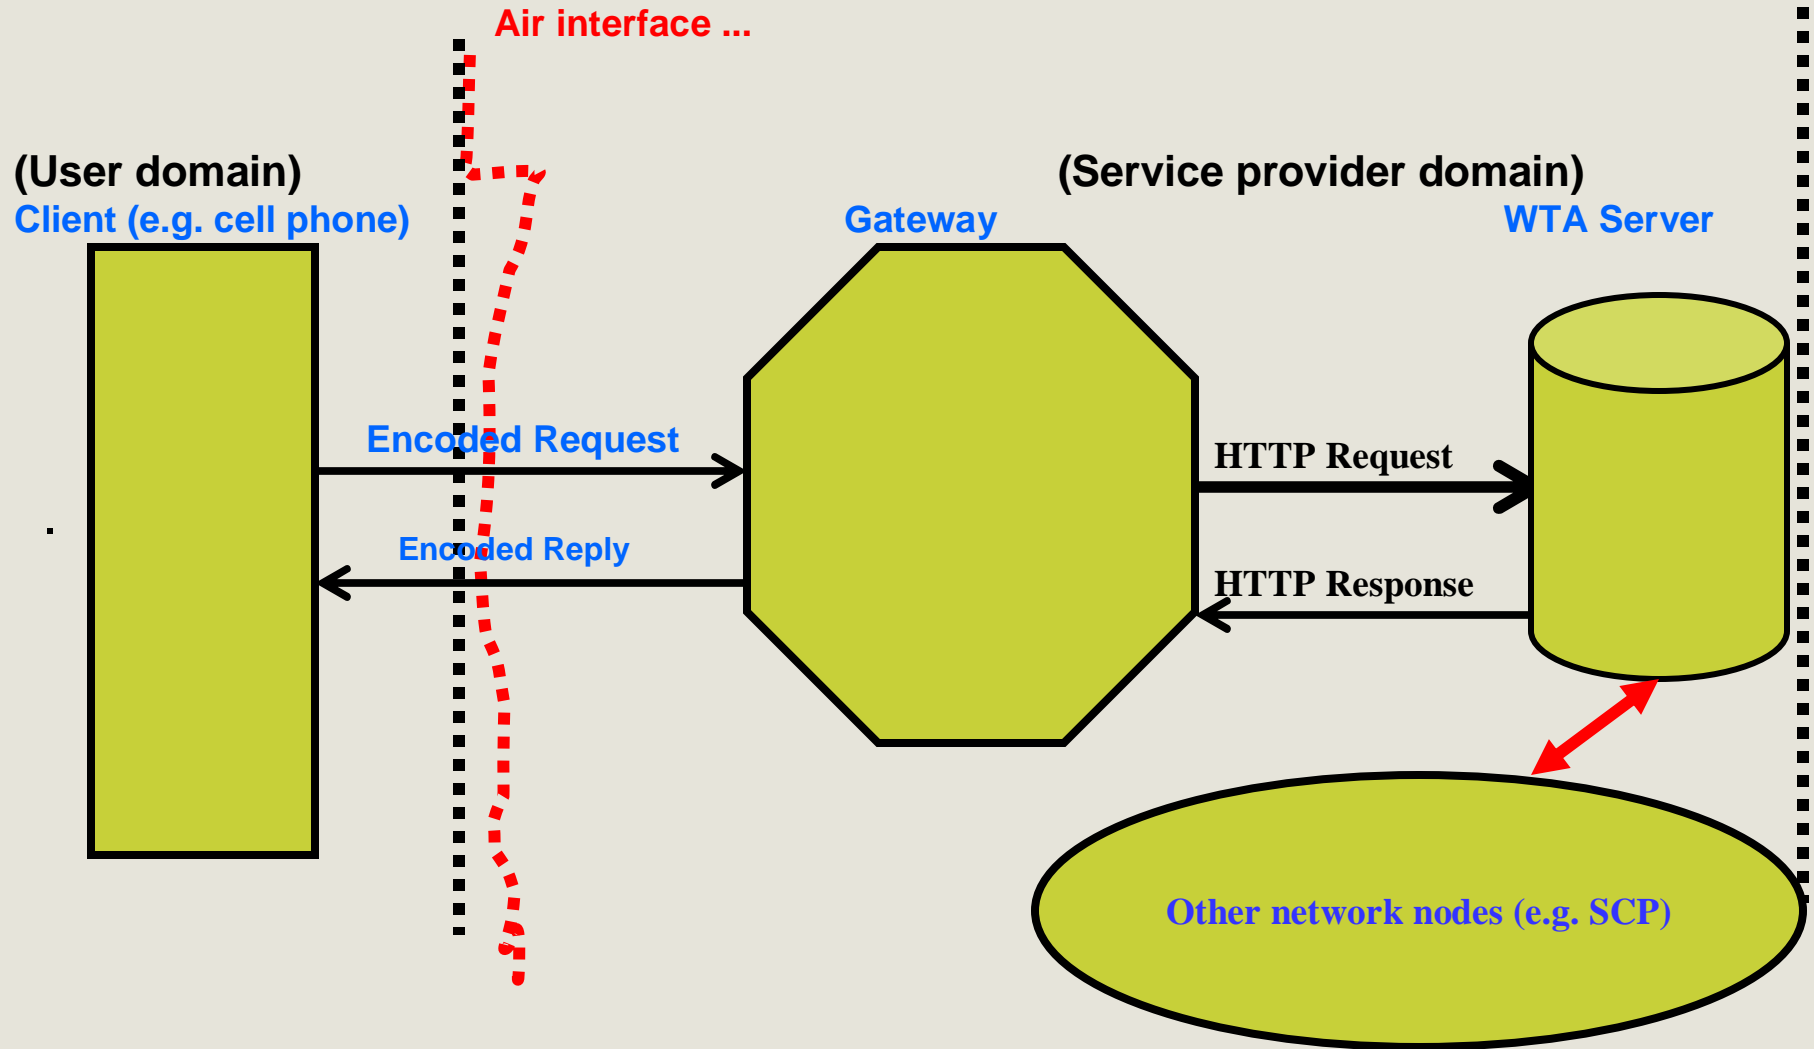 Air interface ...
(User domain)
(Service provider domain)
Client (e.g. cell phone)
Gateway
WTA Server
Encoded Request
HTTP Request
Encoded Reply
HTTP Response
Other network nodes (e.g. SCP)